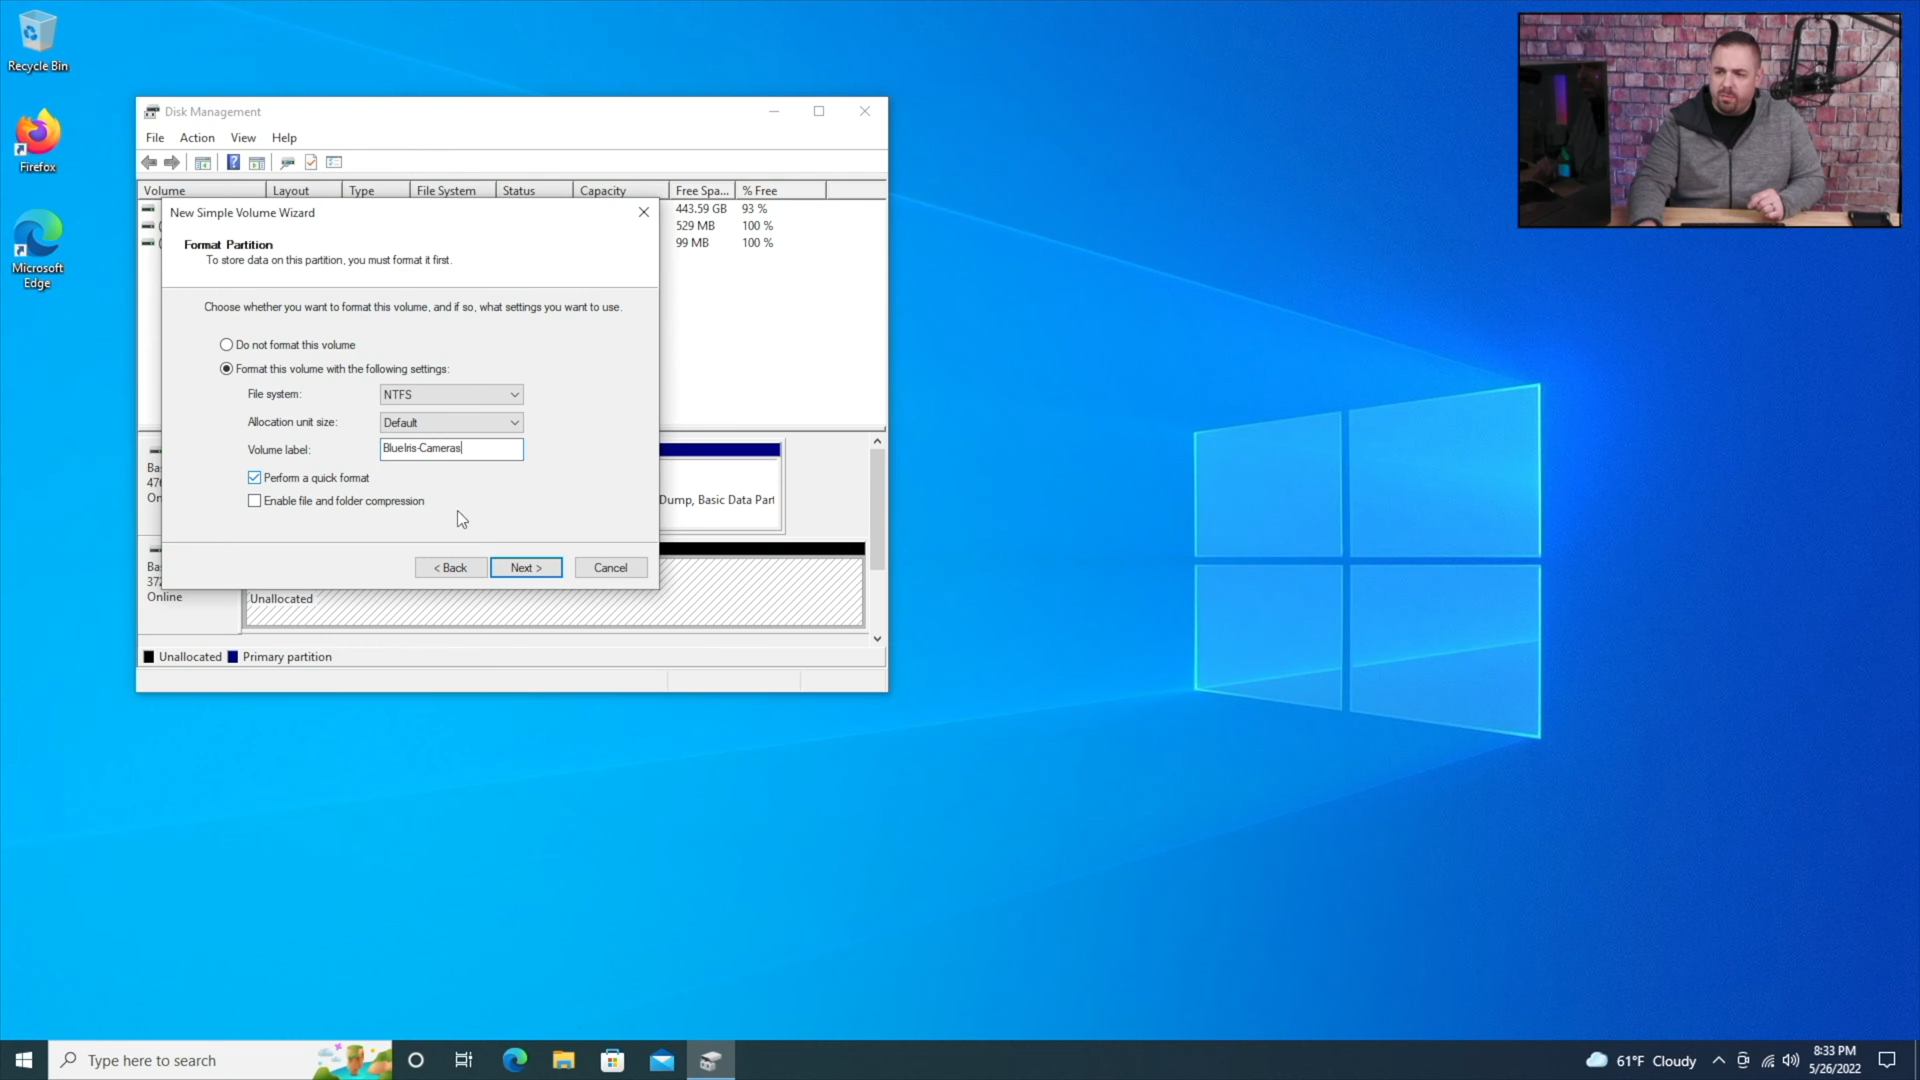 Recycle Bin
Firefox
Microsoft
Edge
Disk Management
File Action View Help
Volume Layout Type File System Status Capacity Free Spa... % Free
443.59 GB 93 %
529 MB 100 %
99 MB 100 %
New Simple Volume Wizard
Format Partition
To store data on this partition, you must format it first.
Choose whether you want to format this volume, and if so, what settings you want to use.
Do not format this volume
Format this volume with the following settings:
File system: NTFS
Allocation unit size: Default
Volume label: BlueIris-Cameras
Perform a quick format
Enable file and folder compression
< Back Next > Cancel
Ba
476
On
Dump, Basic Data Part
Ba
372
Online
Unallocated
Unallocated Primary partition
Type here to search
61°F Cloudy
8:33 PM
5/26/2022